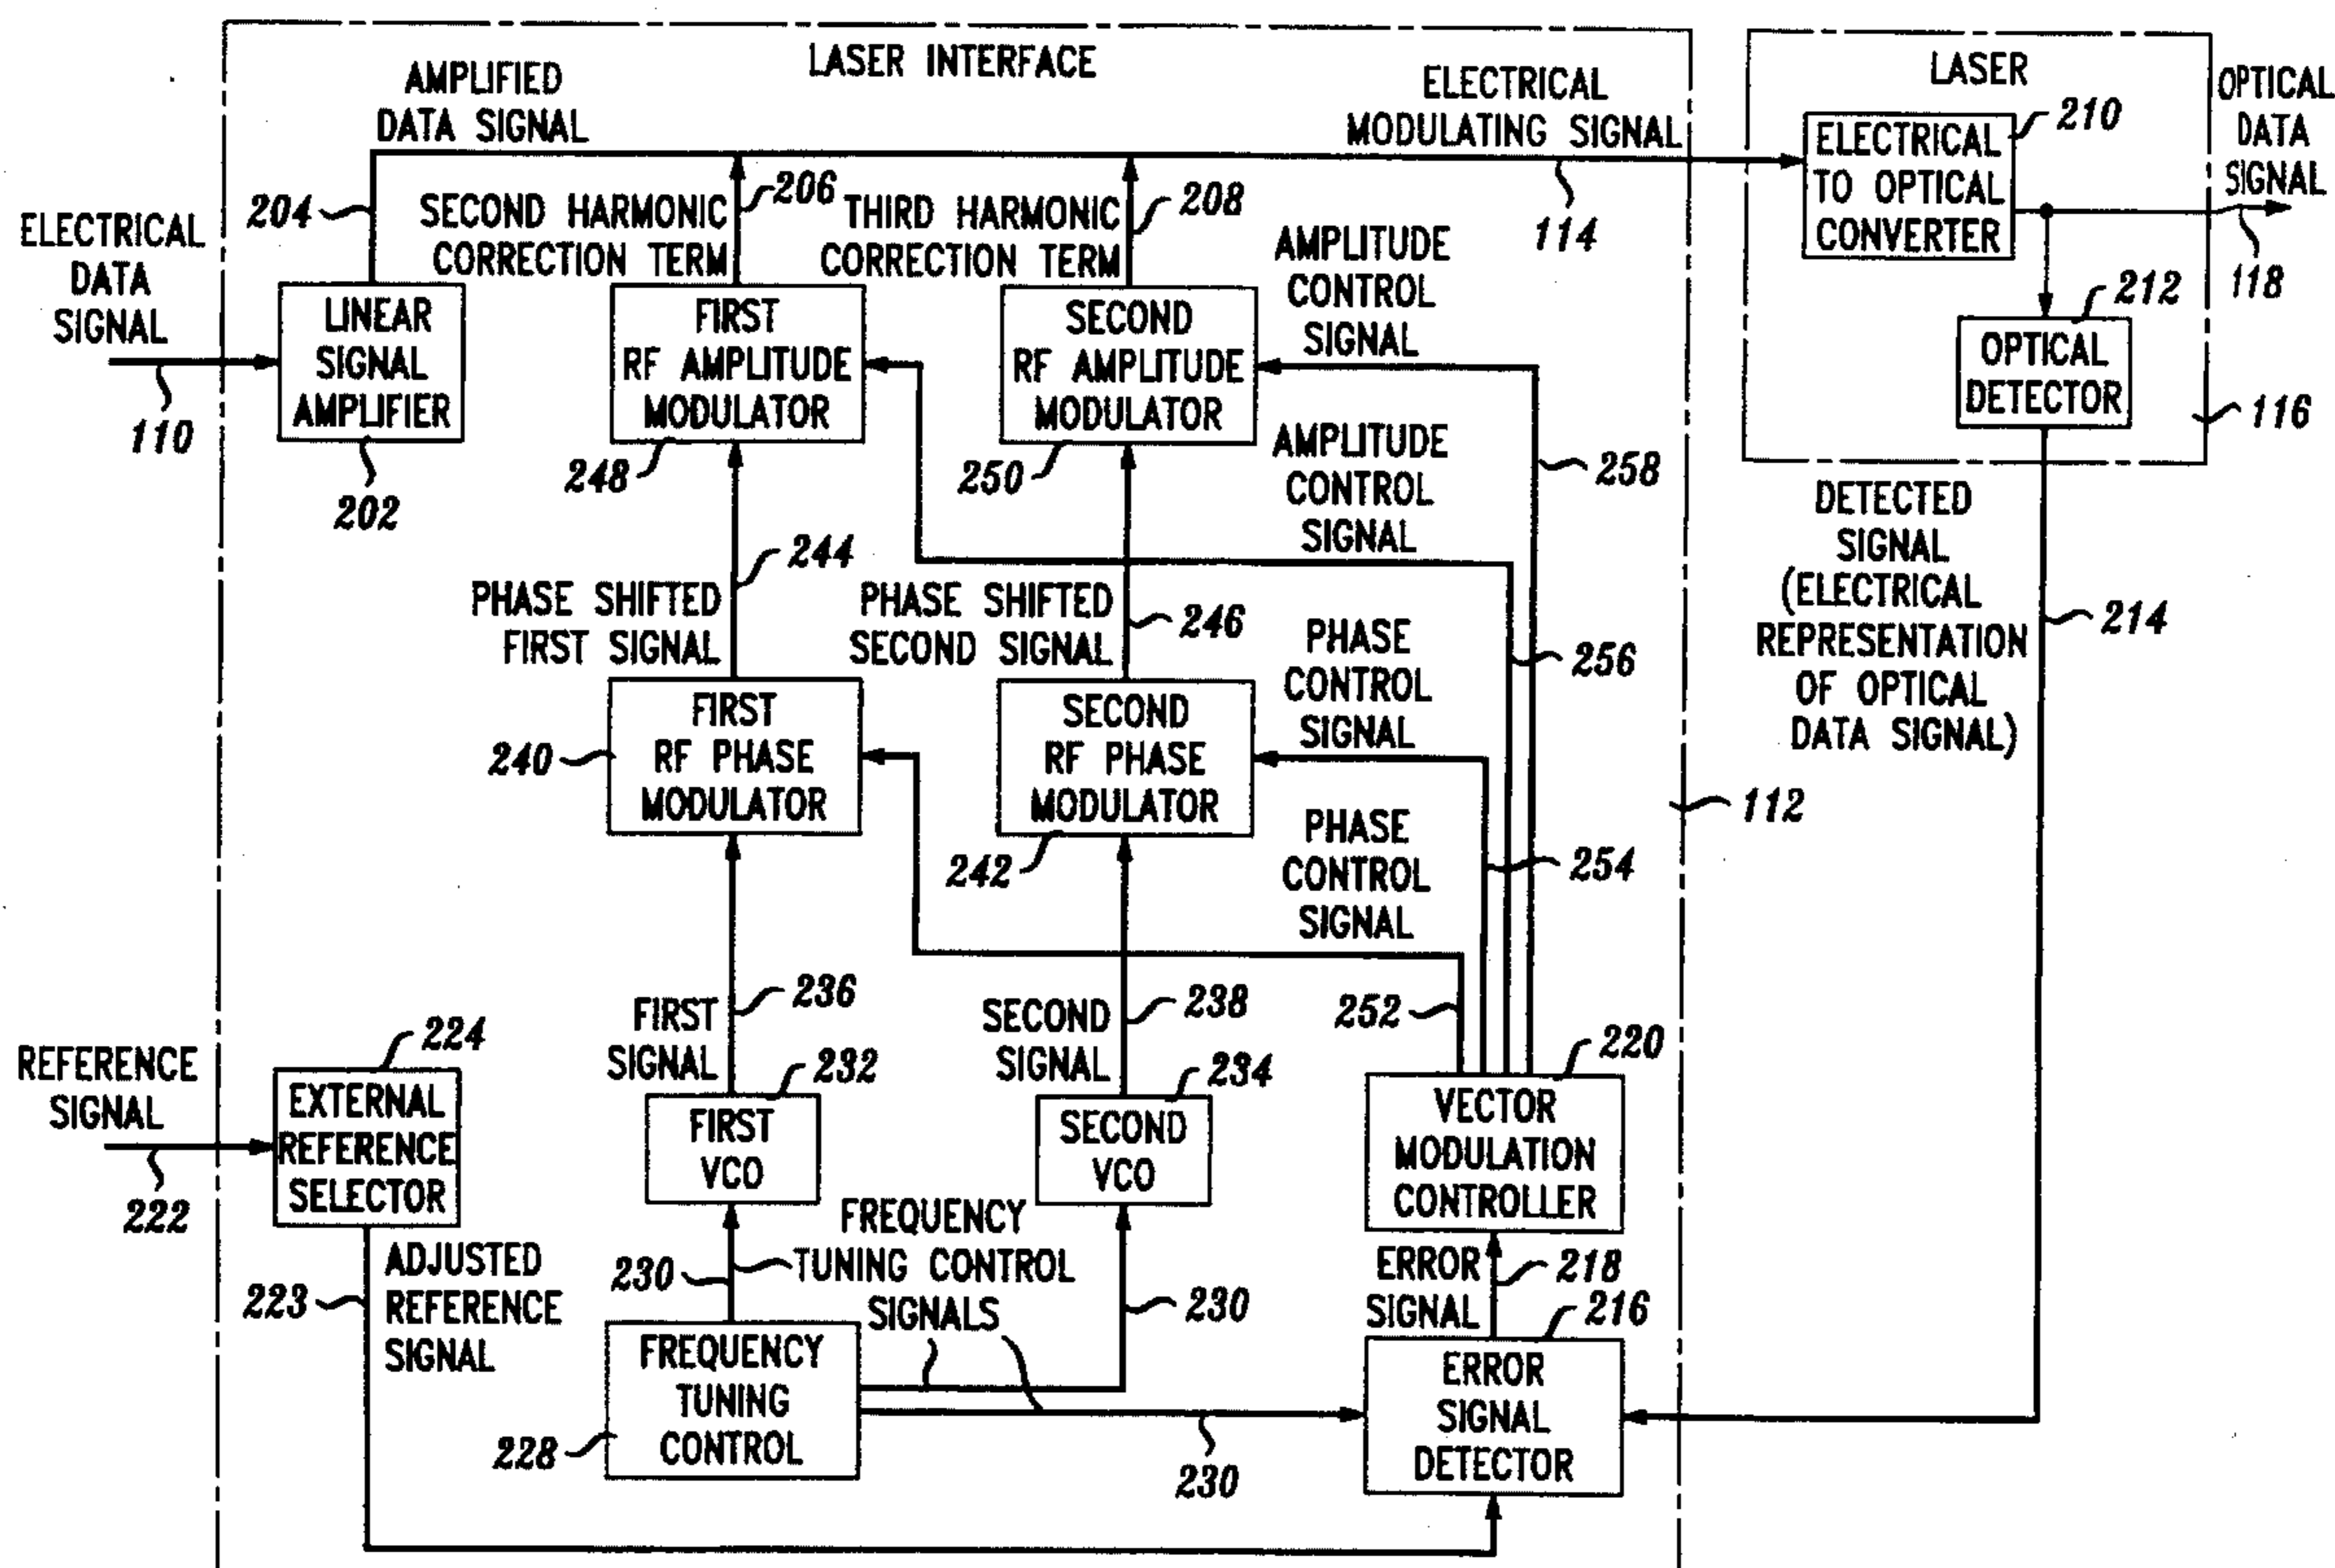 LASER INTERFACE
AMPLIFIED
DATA SIGNAL
ELECTRICAL
MODULATING SIGNAL
LASER
OPTICAL
DATA
SIGNAL
210
ELECTRICAL
TO OPTICAL
CONVERTER
204
SECOND HARMONIC
CORRECTION TERM
206
THIRD HARMONIC
CORRECTION TERM
208
114
118
ELECTRICAL
DATA
SIGNAL
110
LINEAR
SIGNAL
AMPLIFIER
202
FIRST
RF AMPLITUDE
MODULATOR
248
SECOND
RF AMPLITUDE
MODULATOR
250
AMPLITUDE
CONTROL
SIGNAL
212
OPTICAL
DETECTOR
116
AMPLITUDE
CONTROL
SIGNAL
258
DETECTED
SIGNAL
(ELECTRICAL
REPRESENTATION
OF OPTICAL
DATA SIGNAL)
214
244
PHASE SHIFTED
FIRST SIGNAL
PHASE SHIFTED
SECOND SIGNAL
246
PHASE
CONTROL
SIGNAL
256
240
FIRST
RF PHASE
MODULATOR
SECOND
RF PHASE
MODULATOR
242
112
PHASE
CONTROL
SIGNAL
254
236
FIRST
SIGNAL
238
SECOND
SIGNAL
252
REFERENCE
SIGNAL
222
224
EXTERNAL
REFERENCE
SELECTOR
232
FIRST
VCO
234
SECOND
VCO
220
VECTOR
MODULATION
CONTROLLER
223
ADJUSTED
REFERENCE
SIGNAL
230
FREQUENCY
TUNING CONTROL
SIGNALS
230
ERROR
SIGNAL
218
216
FREQUENCY
TUNING
CONTROL
228
230
ERROR
SIGNAL
DETECTOR